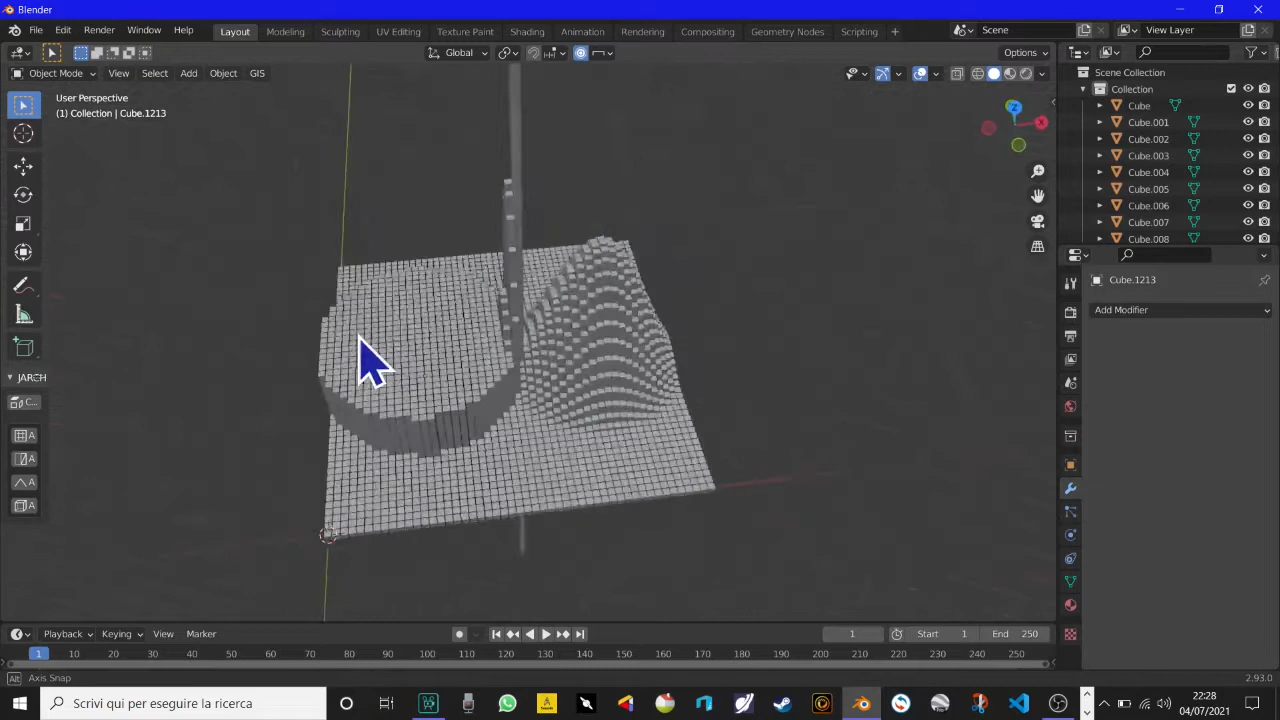 Blender
File Edit Render Window Help Layout Modeling Sculpting UV Editing Texture Paint Shading Animation Rendering Compositing Geometry Nodes Scripting + Scene View Layer
Global Options
Object Mode View Select Add Object GIS
User Perspective
(1) Collection | Cube.1213
Z
X
Scene Collection
Collection
Cube
Cube.001
Cube.002
Cube.003
Cube.004
Cube.005
Cube.006
Cube.007
Cube.008
Cube.1213
Add Modifier
JARCH
C...
A
A
A
A
Playback Keying View Marker 1 Start 1 End 250
1 10 20 30 40 50 60 70 80 90 100 110 120 130 140 150 160 170 180 190 200 210 220 230 240 250
Alt Axis Snap 2.93.0
Scrivi qui per eseguire la ricerca
22:28
04/07/2021